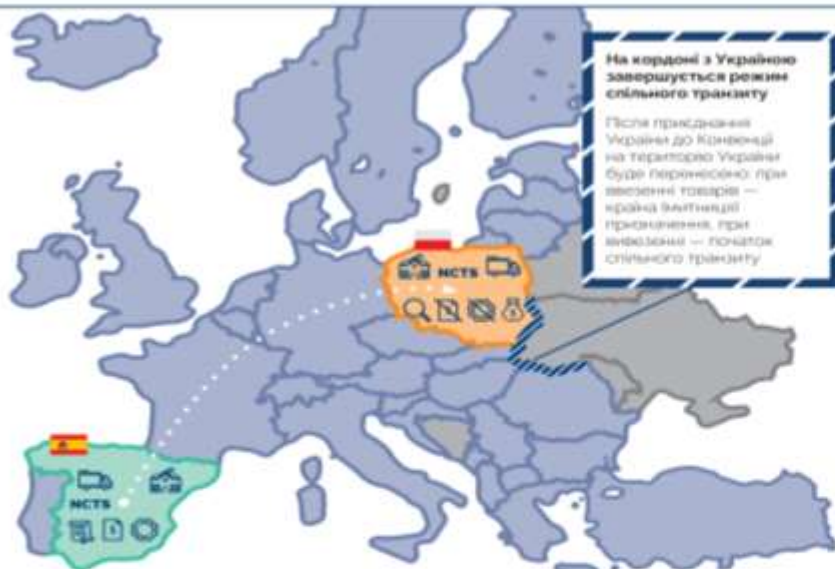 На кордоні з Україною
завершується режим
спільного транзиту
Після приєднання
України до Конвенції
на територію України
буде перенесено: при
ввезенні товарів —
країна
призначення, при
вивезенні — початок
спільного транзиту
NCTS
NCTS